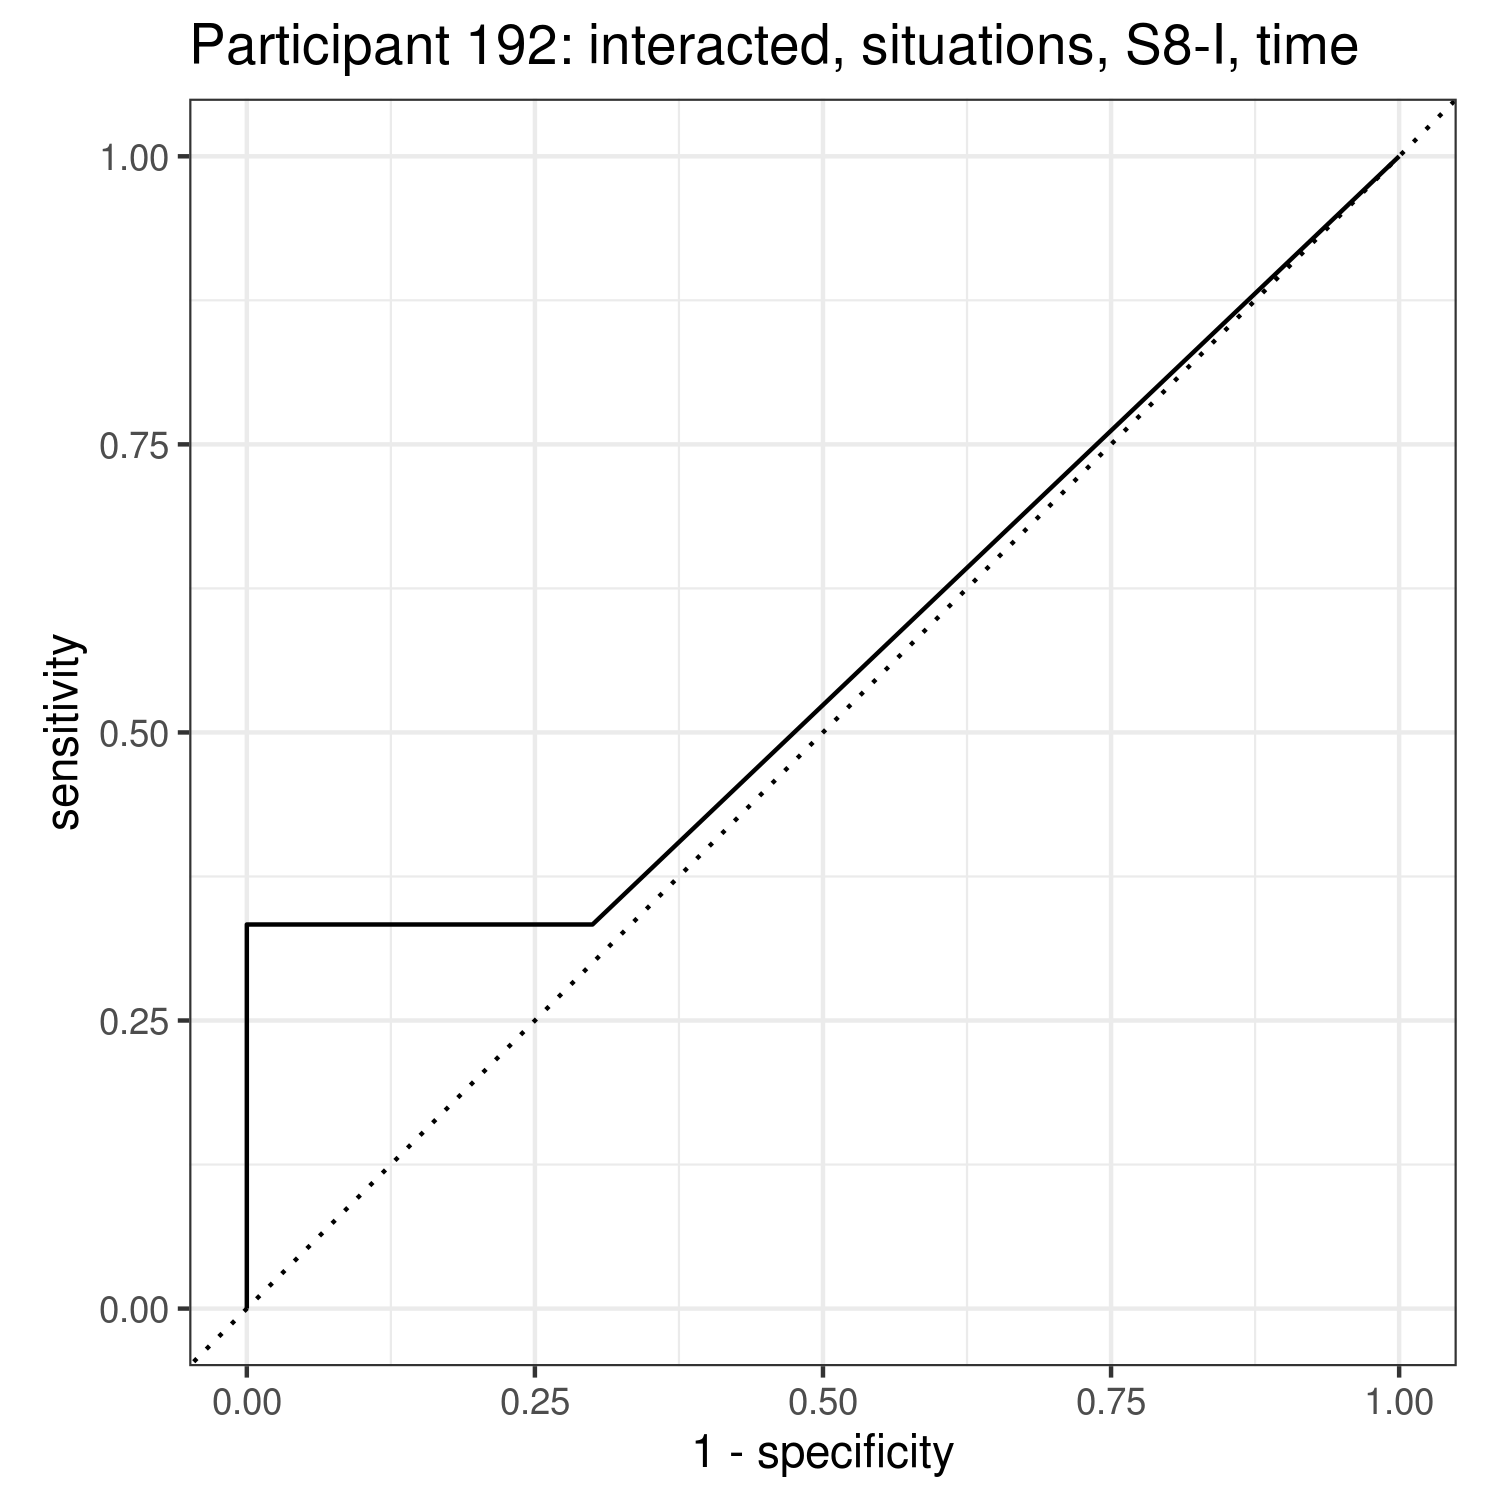 Participant 192: interacted, situations, S8-I, time
1.00
0.75
0.50
0.25
0.00
sensitivity
0.00 0.25 0.50 0.75 1.00
1 - specificity